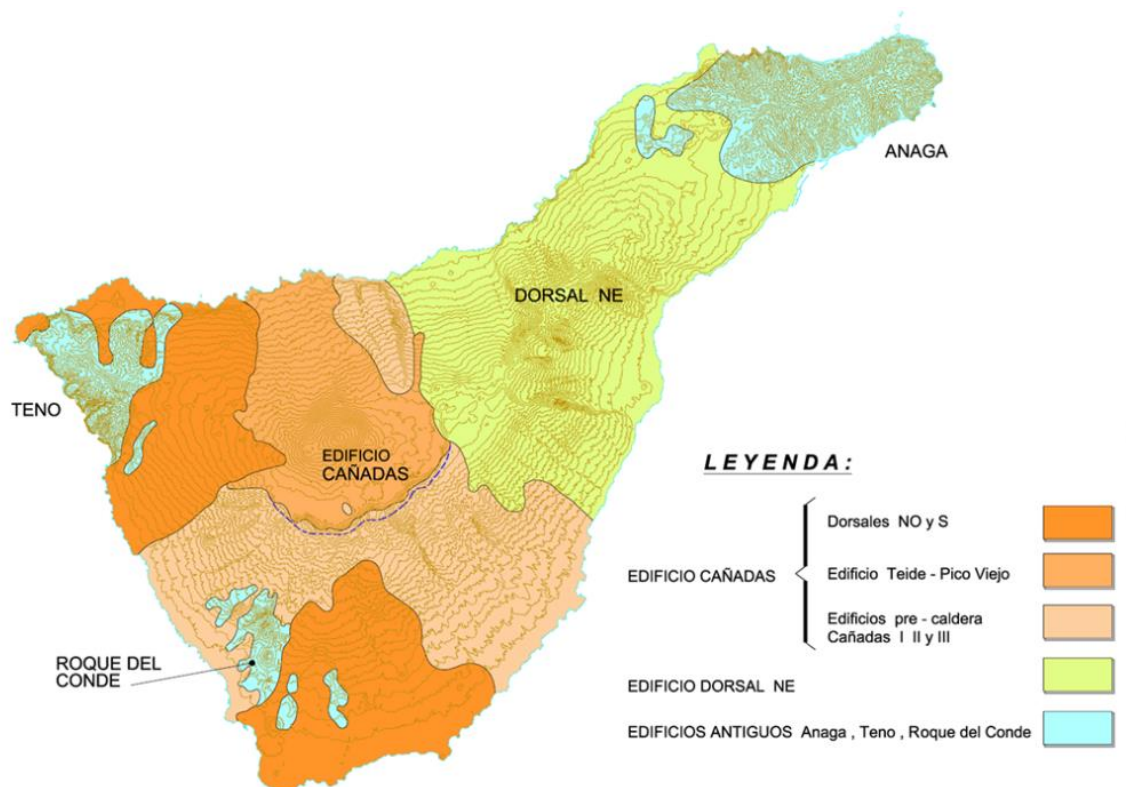 ANAGA
DORSAL NE
TENO
EDIFICIO
CAÑADAS
ROQUE DEL
CONDE
LEYENDA:
EDIFICIO CAÑADAS
Dorsales NO y S
Edificio Teide - Pico Viejo
Edificios pre - caldera
Cañadas I II y III
EDIFICIO DORSAL NE
EDIFICIOS ANTIGUOS Anaga , Teno , Roque del Conde